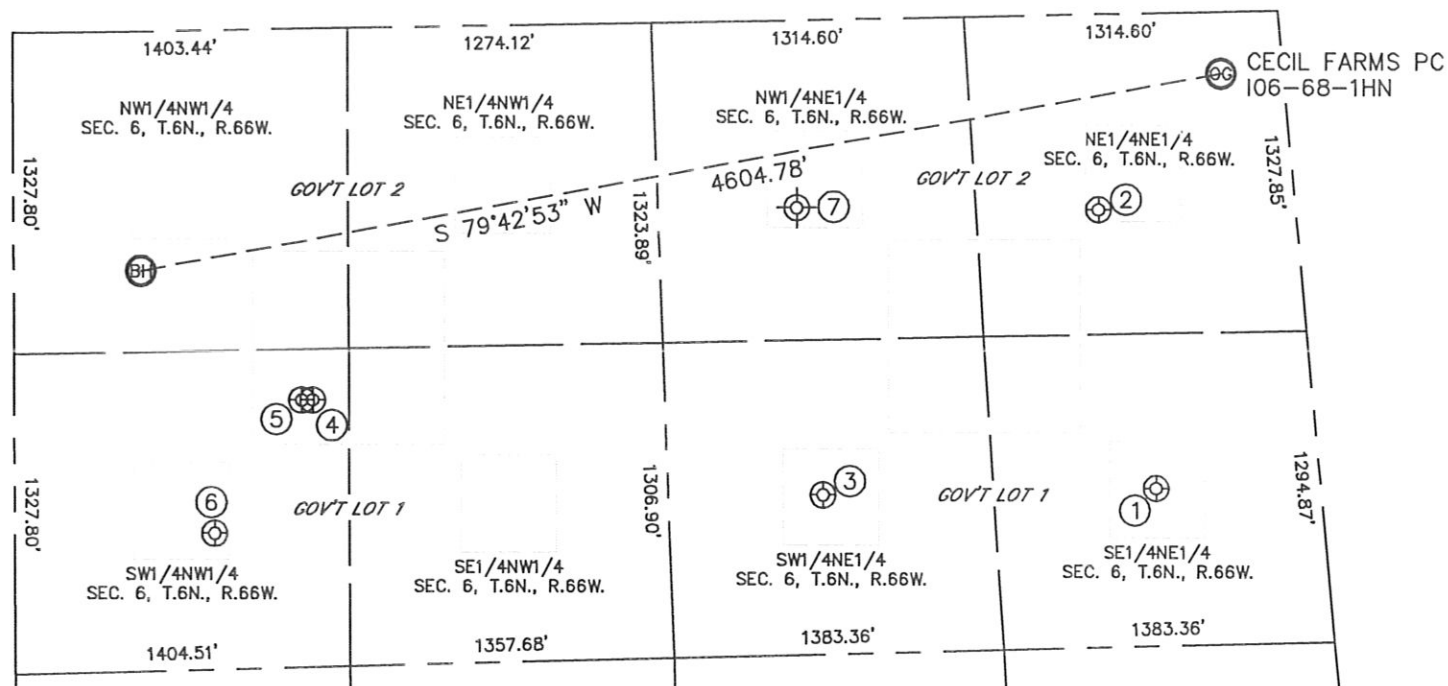 1403.44'
1274.12'
1314.60'
1314.60'
OG
CECIL FARMS PC
I06-68-1HN
NW1/4NW1/4
SEC. 6, T.6N., R.66W.
NE1/4NW1/4
SEC. 6, T.6N., R.66W.
NW1/4NE1/4
SEC. 6, T.6N., R.66W.
NE1/4NE1/4
SEC. 6, T.6N., R.66W.
1327.80'
GOV'T LOT 2
1323.89'
4604.78'
GOV'T LOT 2
1327.85'
S 79°42'53" W
7
2
BH
5
4
1327.80'
6
GOV'T LOT 1
1306.90'
3
GOV'T LOT 1
1
1294.87'
SW1/4NW1/4
SEC. 6, T.6N., R.66W.
SE1/4NW1/4
SEC. 6, T.6N., R.66W.
SW1/4NE1/4
SEC. 6, T.6N., R.66W.
SE1/4NE1/4
SEC. 6, T.6N., R.66W.
1404.51'
1357.68'
1383.36'
1383.36'